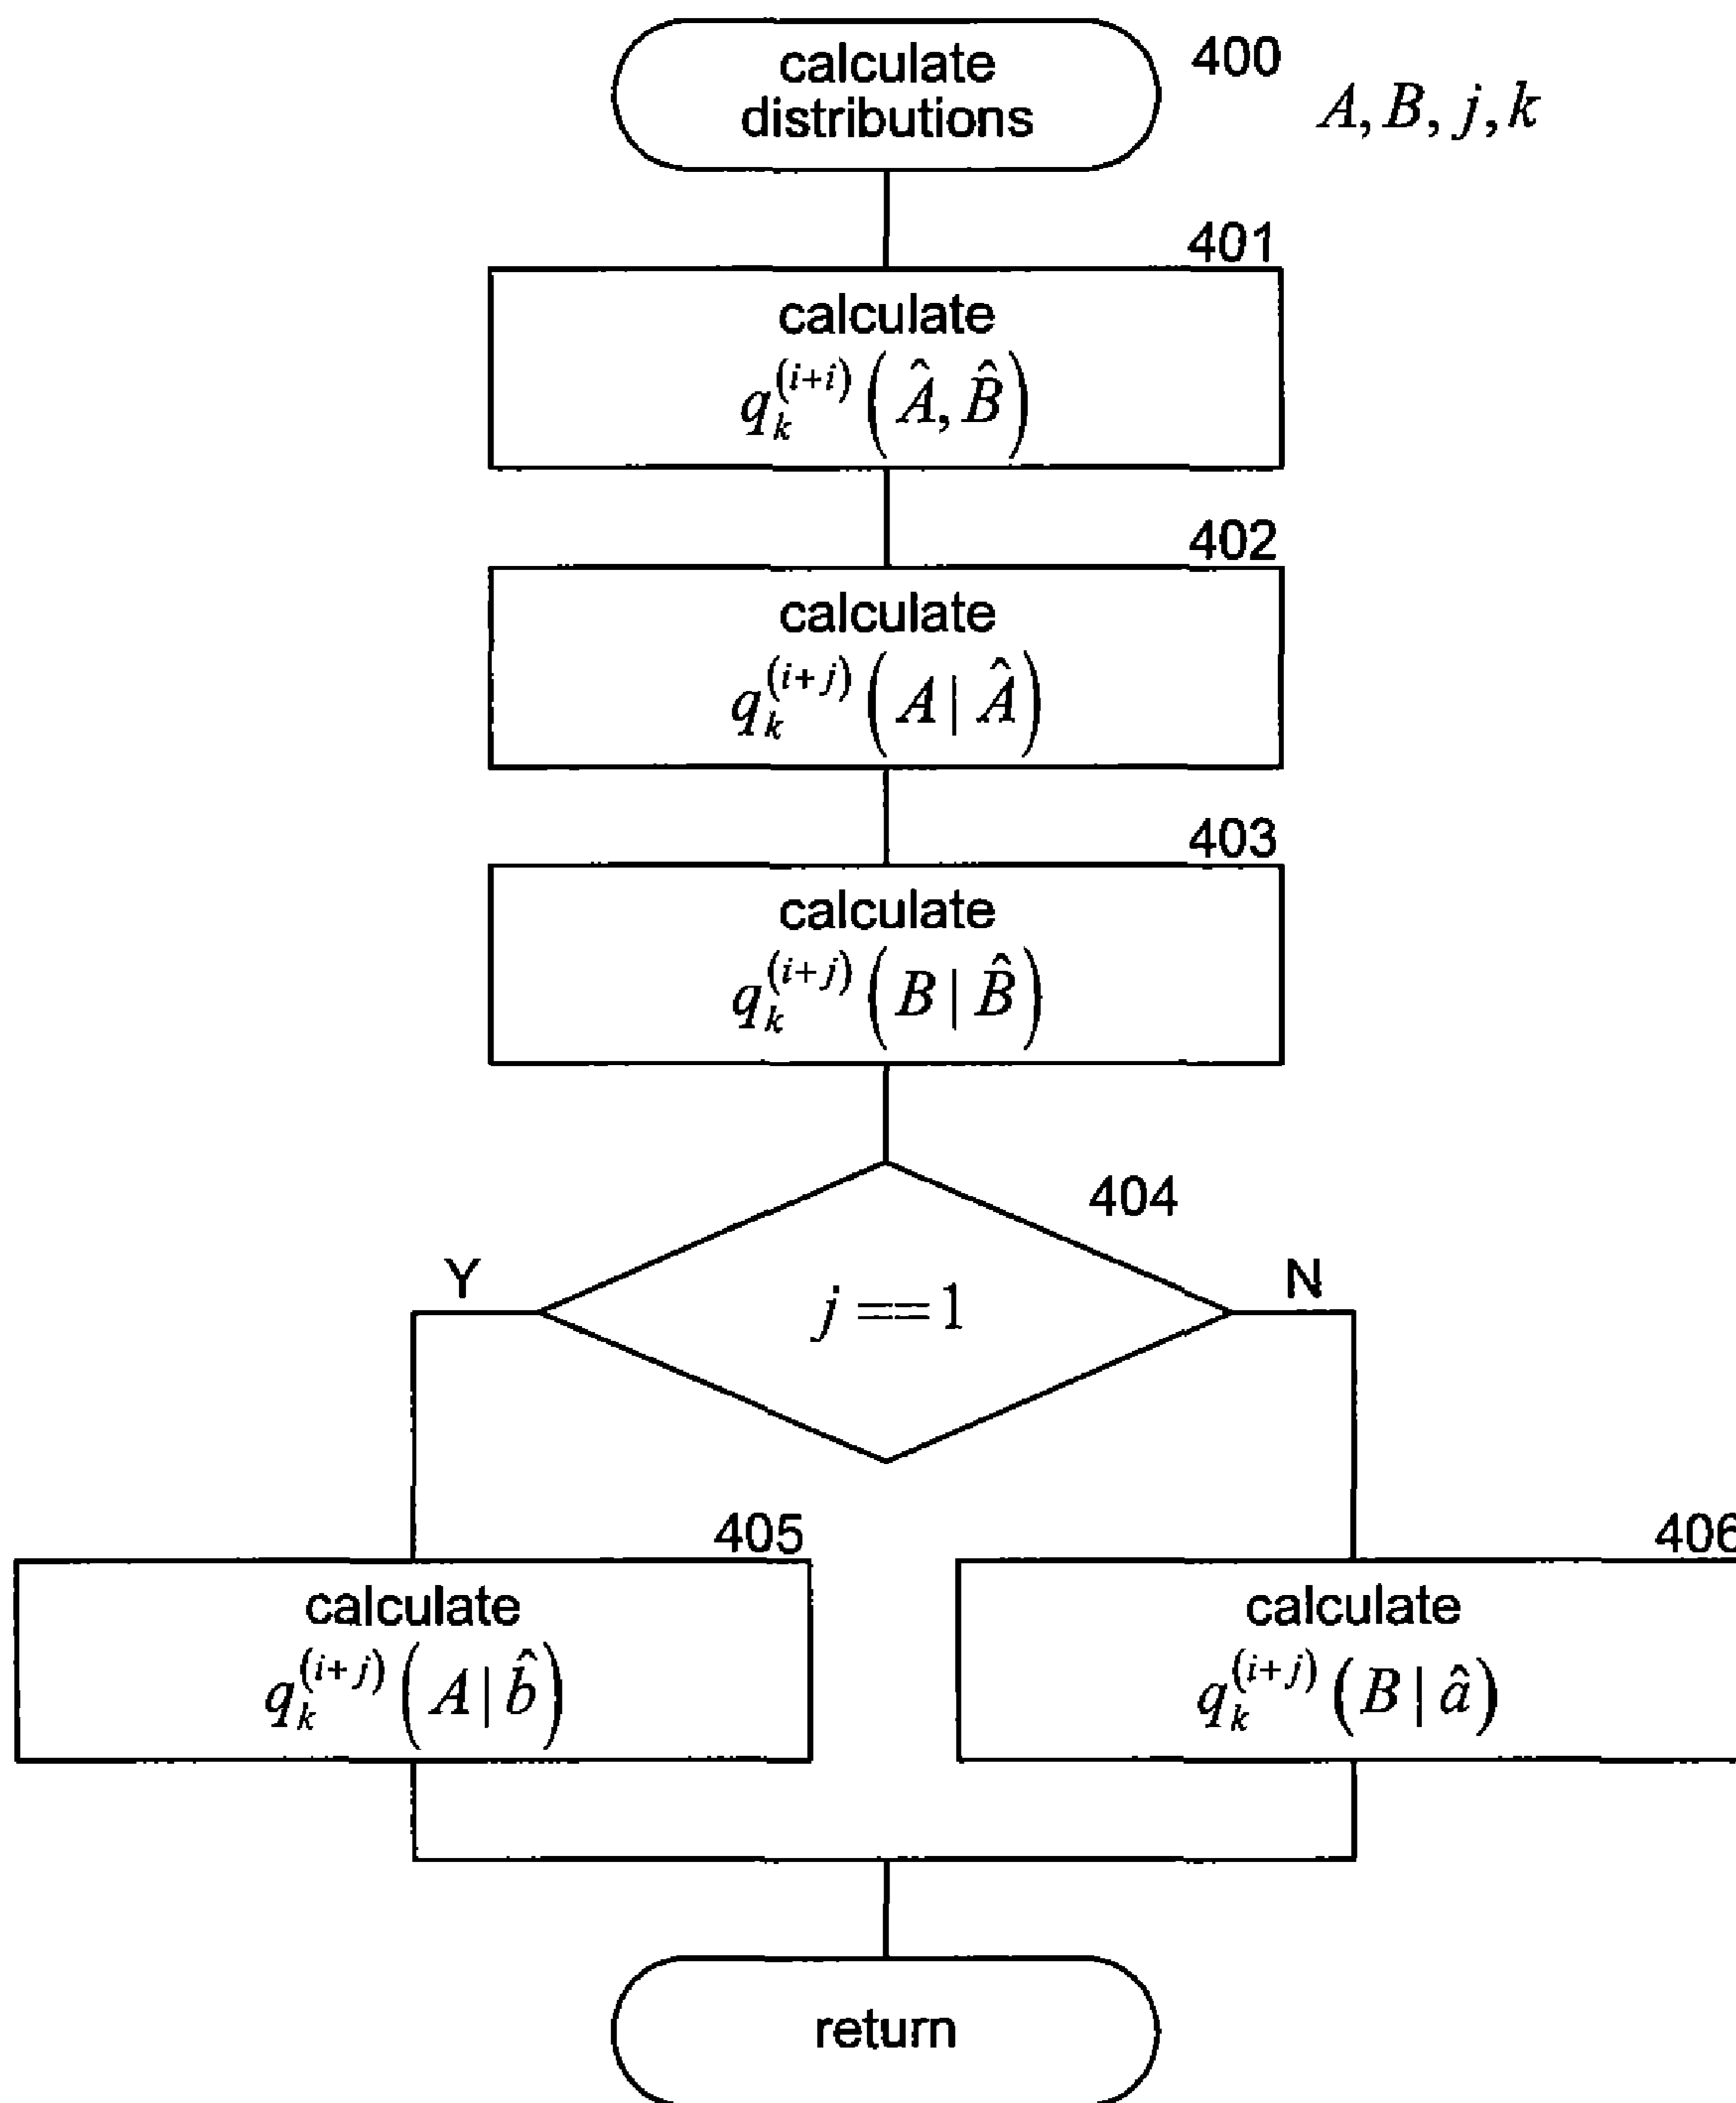 calculate
distributions
400
A, B, j, k
401
calculate
q_k^{(i+i)}(Â, B̂)
402
calculate
q_k^{(i+j)}(A | Â)
403
calculate
q_k^{(i+j)}(B | B̂)
404
Y
j == 1
N
405
calculate
q_k^{(i+j)}(A | b̂)
406
calculate
q_k^{(i+j)}(B | â)
return